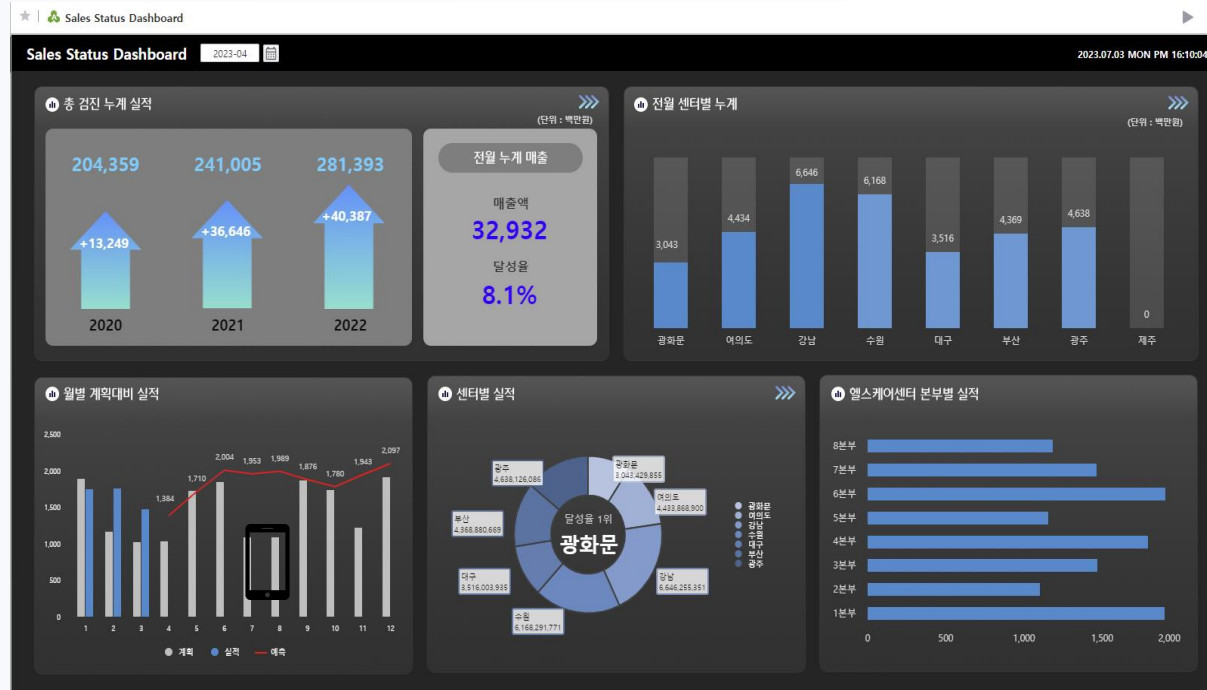 Sales Status Dashboard
Sales Status Dashboard 2023-04 2023.07.03 MON PM 16:10:04
총 검진 누계 실적
(단위 : 백만원)
204,359 241,005 281,393
+13,249 +36,646 +40,387
2020 2021 2022
전월 누계 매출
매출액
32,932
달성율
8.1%
전월 센터별 누계
(단위 : 백만원)
3,043 4,434 6,646 6,168 3,516 4,369 4,638 0
광화문 여의도 강남 수원 대구 부산 광주 제주
월별 계획대비 실적
2,500
2,000
1,500
1,000
500
0
1,384 1,710 2,004 1,953 1,989 1,876 1,780 1,943 2,097
1 2 3 4 5 6 7 8 9 10 11 12
계획 실적 예측
센터별 실적
광화문
3,043,429,855
여의도
4,433,868,900
강남
6,646,255,351
수원
6,168,291,771
대구
3,516,003,935
부산
4,368,880,669
광주
4,638,126,086
달성율 1위
광화문
광화문
여의도
강남
수원
대구
부산
광주
헬스케어센터 본부별 실적
8본부
7본부
6본부
5본부
4본부
3본부
2본부
1본부
0 500 1,000 1,500 2,000